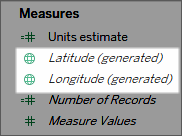 Measures
Units estimate
Latitude (generated)
Longitude (generated)
Number of Records
Measure Values